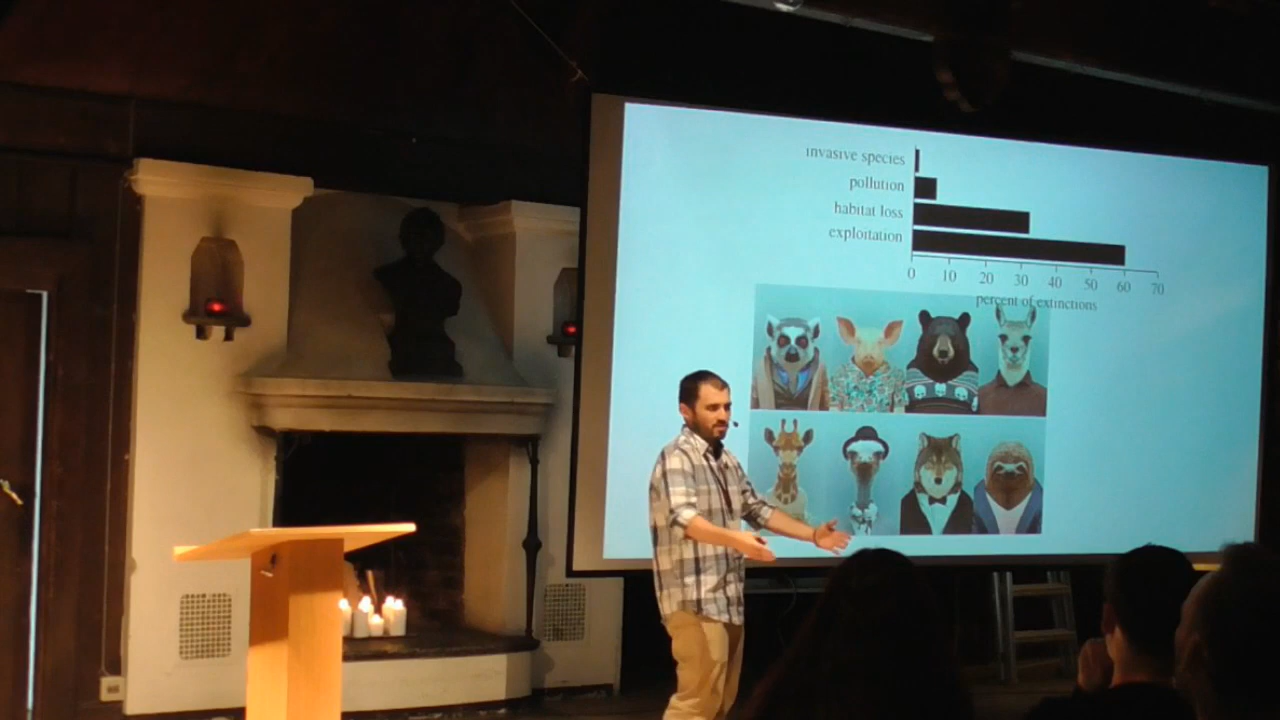 invasive species
pollution
habitat loss
exploitation
0 10 20 30 40 50 60 70
percent of extinctions